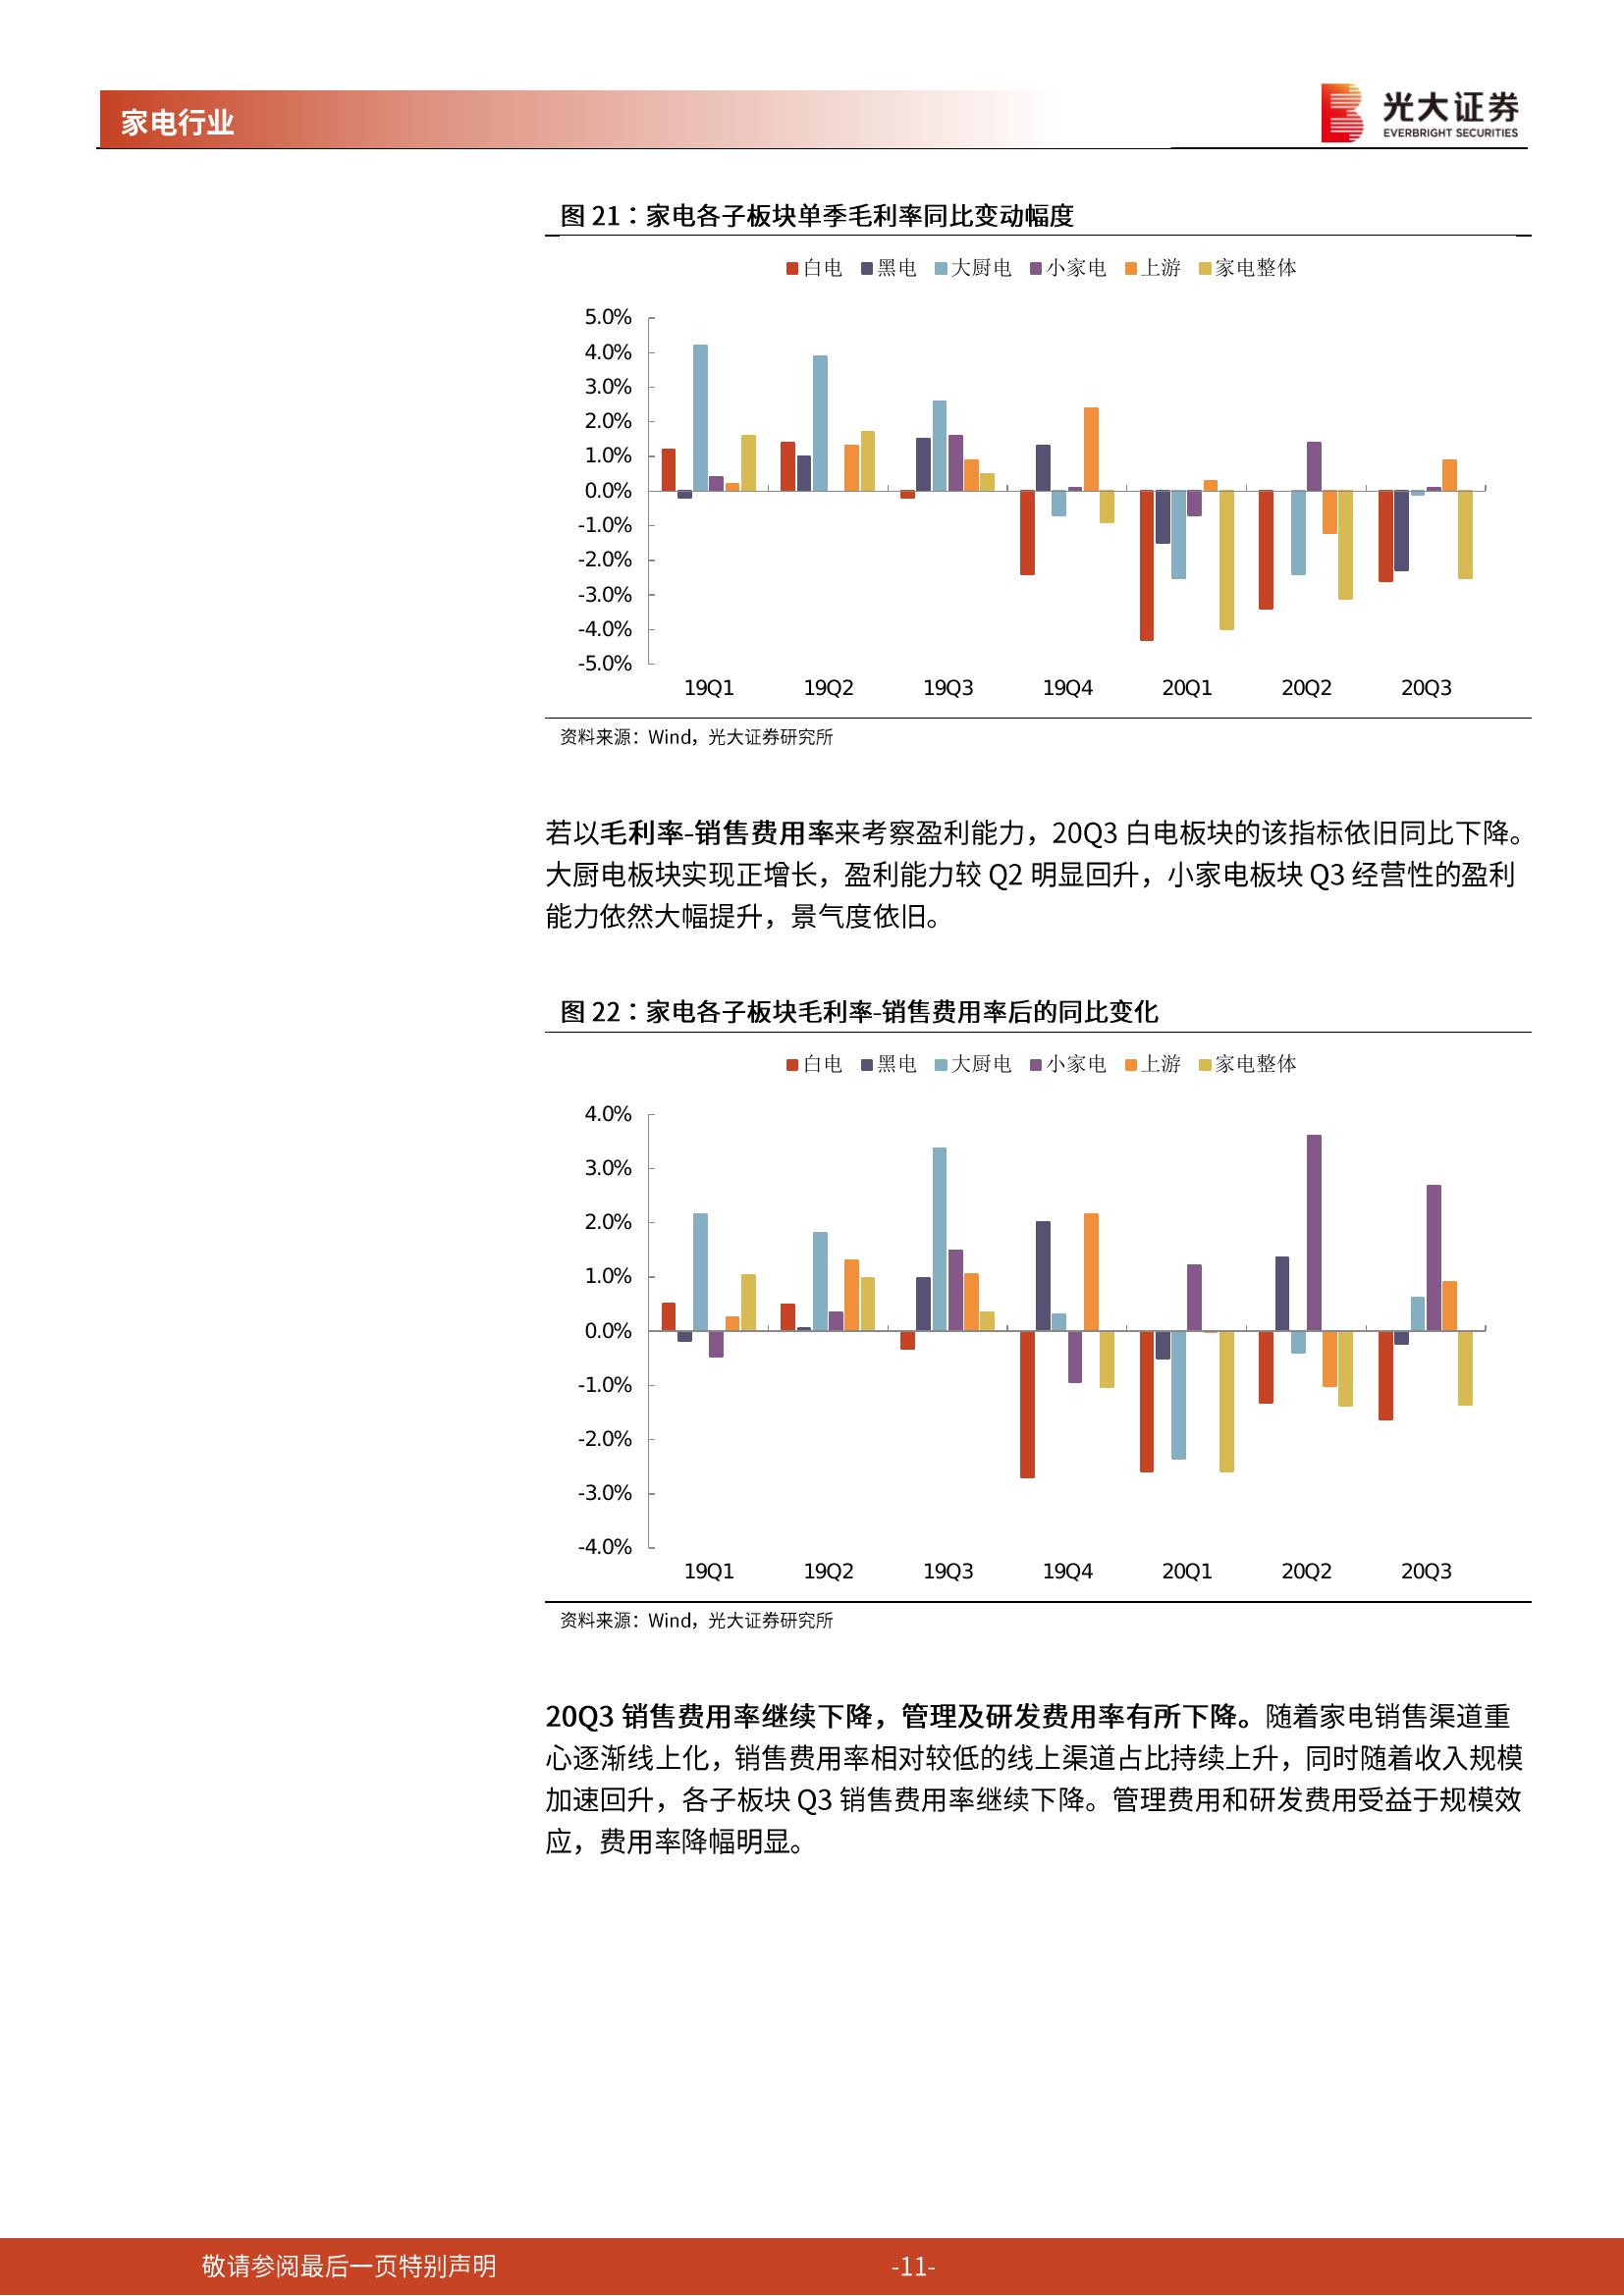 家电行业
光大证券
EVERBRIGHT SECURITIES
图 21：家电各子板块单季毛利率同比变动幅度
白电 黑电 大厨电 小家电 上游 家电整体
5.0%
4.0%
3.0%
2.0%
1.0%
0.0%
-1.0%
-2.0%
-3.0%
-4.0%
-5.0%
19Q1 19Q2 19Q3 19Q4 20Q1 20Q2 20Q3
资料来源：Wind，光大证券研究所
若以毛利率-销售费用率来考察盈利能力，20Q3 白电板块的该指标依旧同比下降。
大厨电板块实现正增长，盈利能力较 Q2 明显回升，小家电板块 Q3 经营性的盈利
能力依然大幅提升，景气度依旧。
图 22：家电各子板块毛利率-销售费用率后的同比变化
白电 黑电 大厨电 小家电 上游 家电整体
4.0%
3.0%
2.0%
1.0%
0.0%
-1.0%
-2.0%
-3.0%
-4.0%
19Q1 19Q2 19Q3 19Q4 20Q1 20Q2 20Q3
资料来源：Wind，光大证券研究所
20Q3 销售费用率继续下降，管理及研发费用率有所下降。随着家电销售渠道重
心逐渐线上化，销售费用率相对较低的线上渠道占比持续上升，同时随着收入规模
加速回升，各子板块 Q3 销售费用率继续下降。管理费用和研发费用受益于规模效
应，费用率降幅明显。
敬请参阅最后一页特别声明 -11-